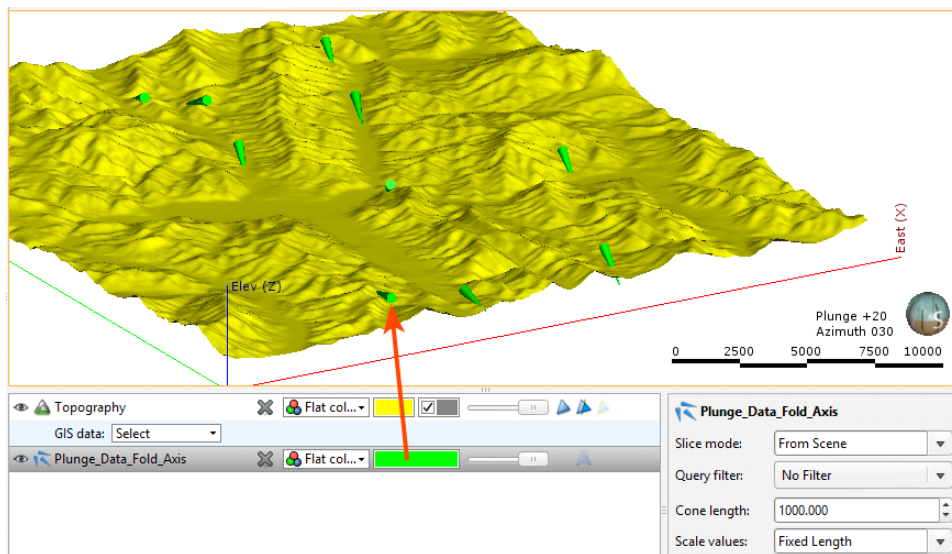 East (X)
Elev (Z)
Plunge +20
Azimuth 030
0 2500 5000 7500 10000
Topography
Flat col...
GIS data: Select
Plunge_Data_Fold_Axis
Flat col...
Plunge_Data_Fold_Axis
Slice mode: From Scene
Query filter: No Filter
Cone length: 1000.000
Scale values: Fixed Length
S